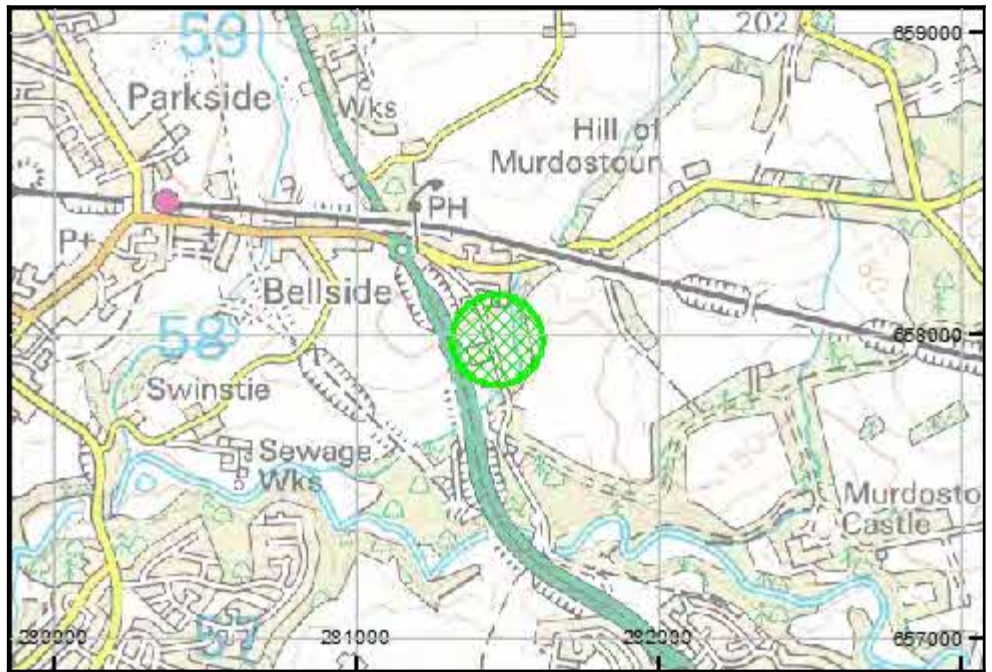 59
202
659000
Parkside
Wks
Hill of
Murdostoun
PH
P
Bellside
58
658000
Swinstie
Sewage
Wks
Murdosto
Castle
57
280000
281000
282000
657000